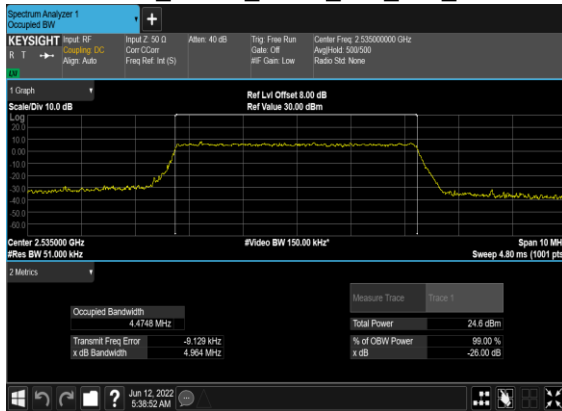 Spectrum Analyzer 1
Occupied BW
+
KEYSIGHT
R T
Input: RF
Coupling: DC
Align: Auto
Input Z: 50 Ω
Corr CCorr
Freq Ref: Int (S)
Atten: 40 dB
Trig: Free Run
Gate: Off
#IF Gain: Low
Center Freq: 2.535000000 GHz
Avg|Hold: 500/500
Radio Std: None
1 Graph
Scale/Div 10.0 dB
Ref Lvl Offset 8.00 dB
Ref Value 30.00 dBm
Log
20.0
10.0
0.00
-10.0
-20.0
-30.0
-40.0
-50.0
-60.0
Center 2.535000 GHz
#Res BW 51.000 kHz
#Video BW 150.00 kHz*
Span 10 MH
Sweep 4.80 ms (1001 pts
2 Metrics
Measure Trace
Trace 1
Occupied Bandwidth
4.4748 MHz
Total Power
24.6 dBm
Transmit Freq Error
-9.129 kHz
% of OBW Power
99.00 %
x dB Bandwidth
4.964 MHz
x dB
-26.00 dB
?
Jun 12, 2022
5:38:52 AM